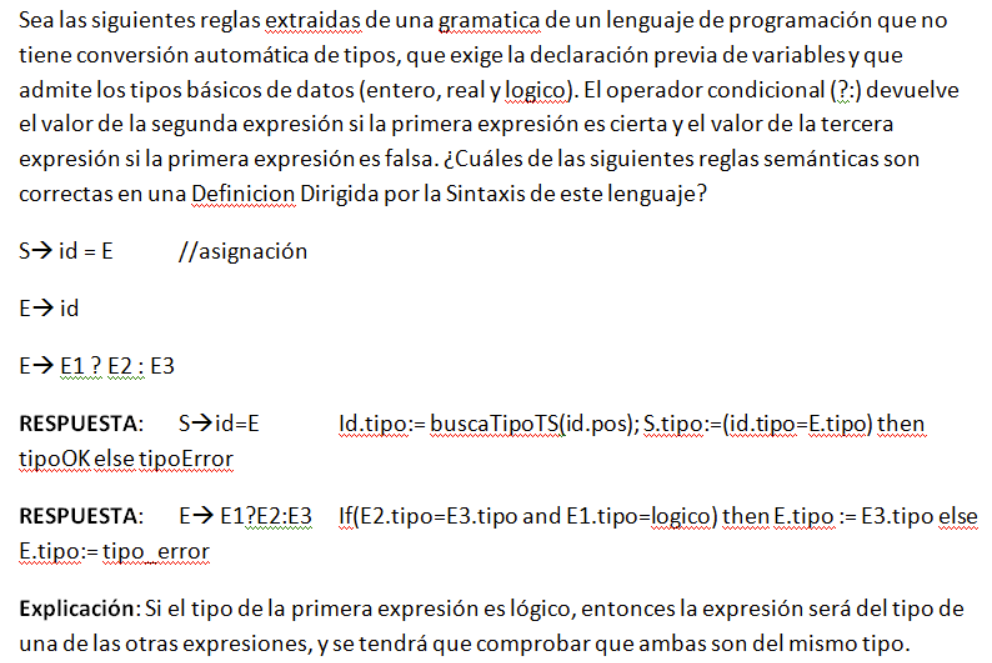 Sea las siguientes reglas extraidas de una gramatica de un lenguaje de programación que no
tiene conversión automática de tipos, que exige la declaración previa de variables y que
admite los tipos básicos de datos (entero, real y logico). El operador condicional (?:) devuelve
el valor de la segunda expresión si la primera expresión es cierta y el valor de la tercera
expresión si la primera expresión es falsa. ¿Cuáles de las siguientes reglas semánticas son
correctas en una Definicion Dirigida por la Sintaxis de este lenguaje?
S→ id = E //asignación
E→ id
E→ E1 ? E2 : E3
RESPUESTA: S→id=E Id.tipo:= buscaTipoTS(id.pos); S.tipo:=(id.tipo=E.tipo) then
tipoOK else tipoError
RESPUESTA: E→ E1?E2:E3 If(E2.tipo=E3.tipo and E1.tipo=logico) then E.tipo := E3.tipo else
E.tipo:= tipo_error
Explicación: Si el tipo de la primera expresión es lógico, entonces la expresión será del tipo de
una de las otras expresiones, y se tendrá que comprobar que ambas son del mismo tipo.